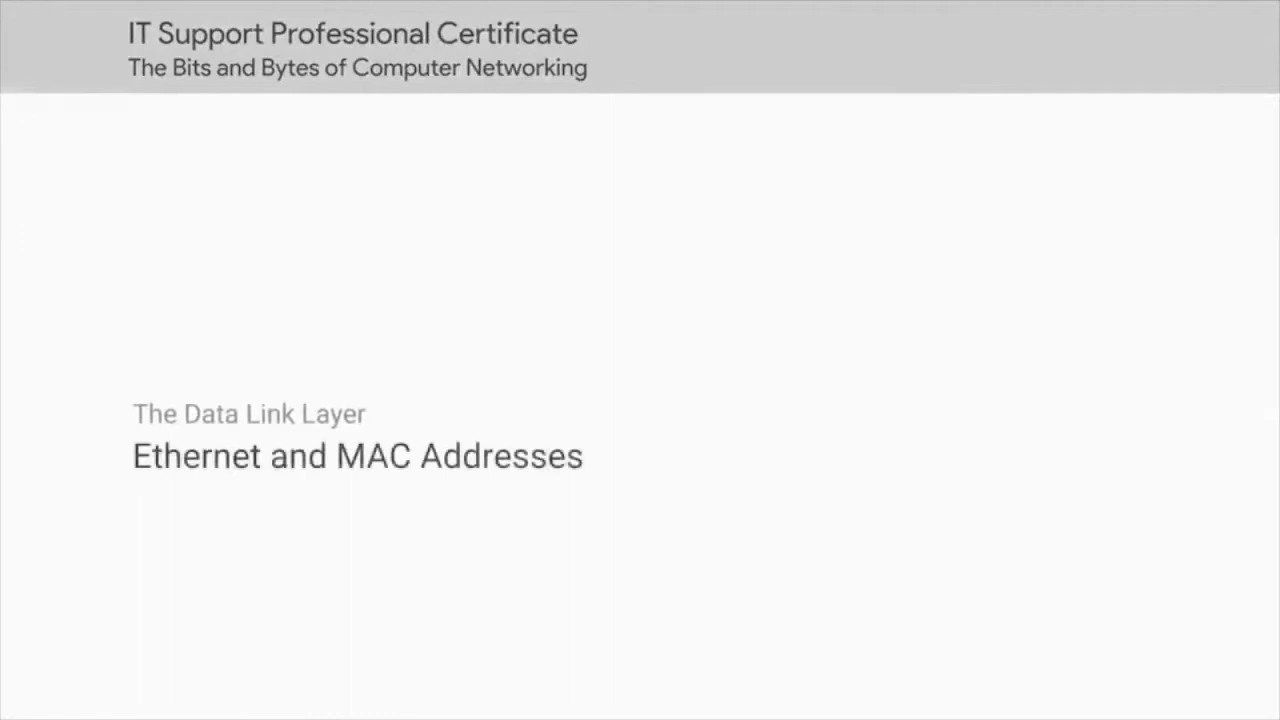 IT Support Professional Certificate
The Bits and Bytes of Computer Networking
The Data Link Layer
Ethernet and MAC Addresses